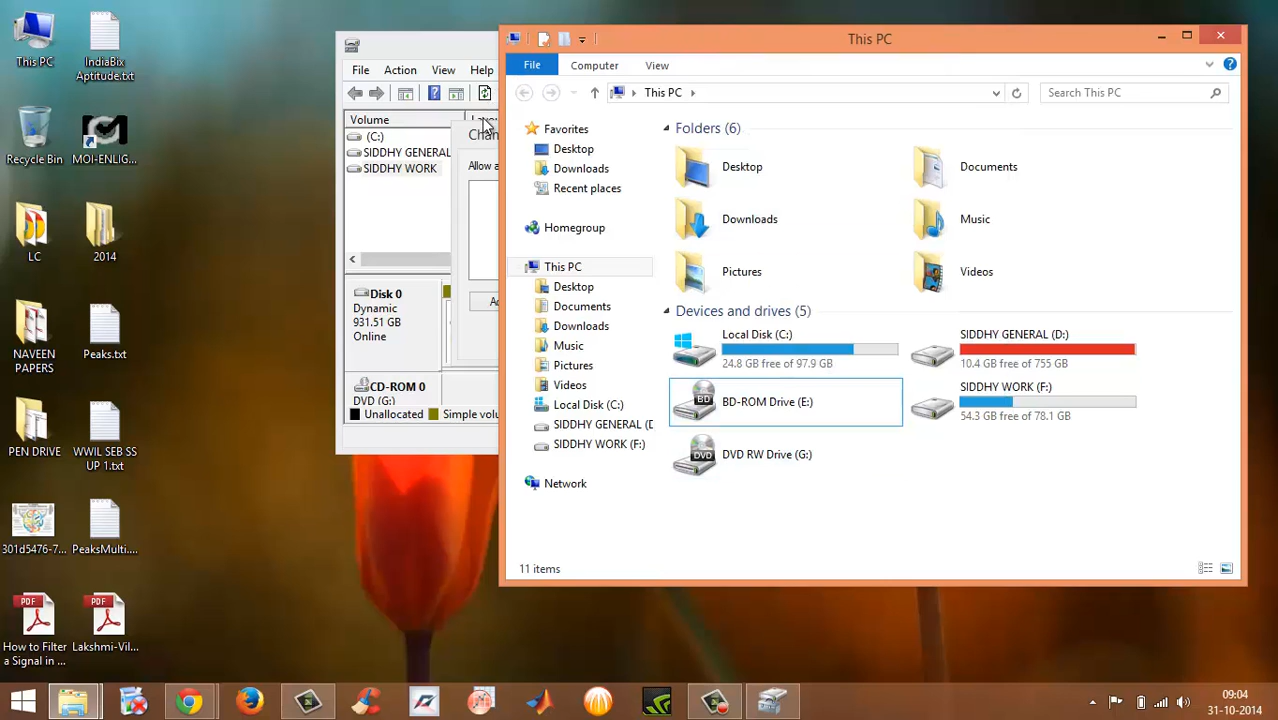 This PC
IndiaBix
Aptitude.txt
Recycle Bin
MOI-ENLIG...
LC
2014
NAVEEN
PAPERS
Peaks.txt
PEN DRIVE
WWIL SEB SS
UP 1.txt
301d5476-7...
PeaksMulti....
How to Filter
a Signal in ...
Lakshmi-Vil...
File Action View Help
Volume
(C:)
SIDDHY GENERAL
SIDDHY WORK
Chan
Allow a
Disk 0
Dynamic
931.51 GB
Online
CD-ROM 0
DVD (G:)
Unallocated Simple volu
This PC
File Computer View
This PC
Search This PC
Favorites
Desktop
Downloads
Recent places
Homegroup
This PC
Desktop
Documents
Downloads
Music
Pictures
Videos
Local Disk (C:)
SIDDHY GENERAL (D
SIDDHY WORK (F:)
Network
Folders (6)
Desktop
Documents
Downloads
Music
Pictures
Videos
Devices and drives (5)
Local Disk (C:)
24.8 GB free of 97.9 GB
SIDDHY GENERAL (D:)
10.4 GB free of 755 GB
BD
BD-ROM Drive (E:)
SIDDHY WORK (F:)
54.3 GB free of 78.1 GB
DVD
DVD RW Drive (G:)
11 items
PDF
PDF
09:04
31-10-2014